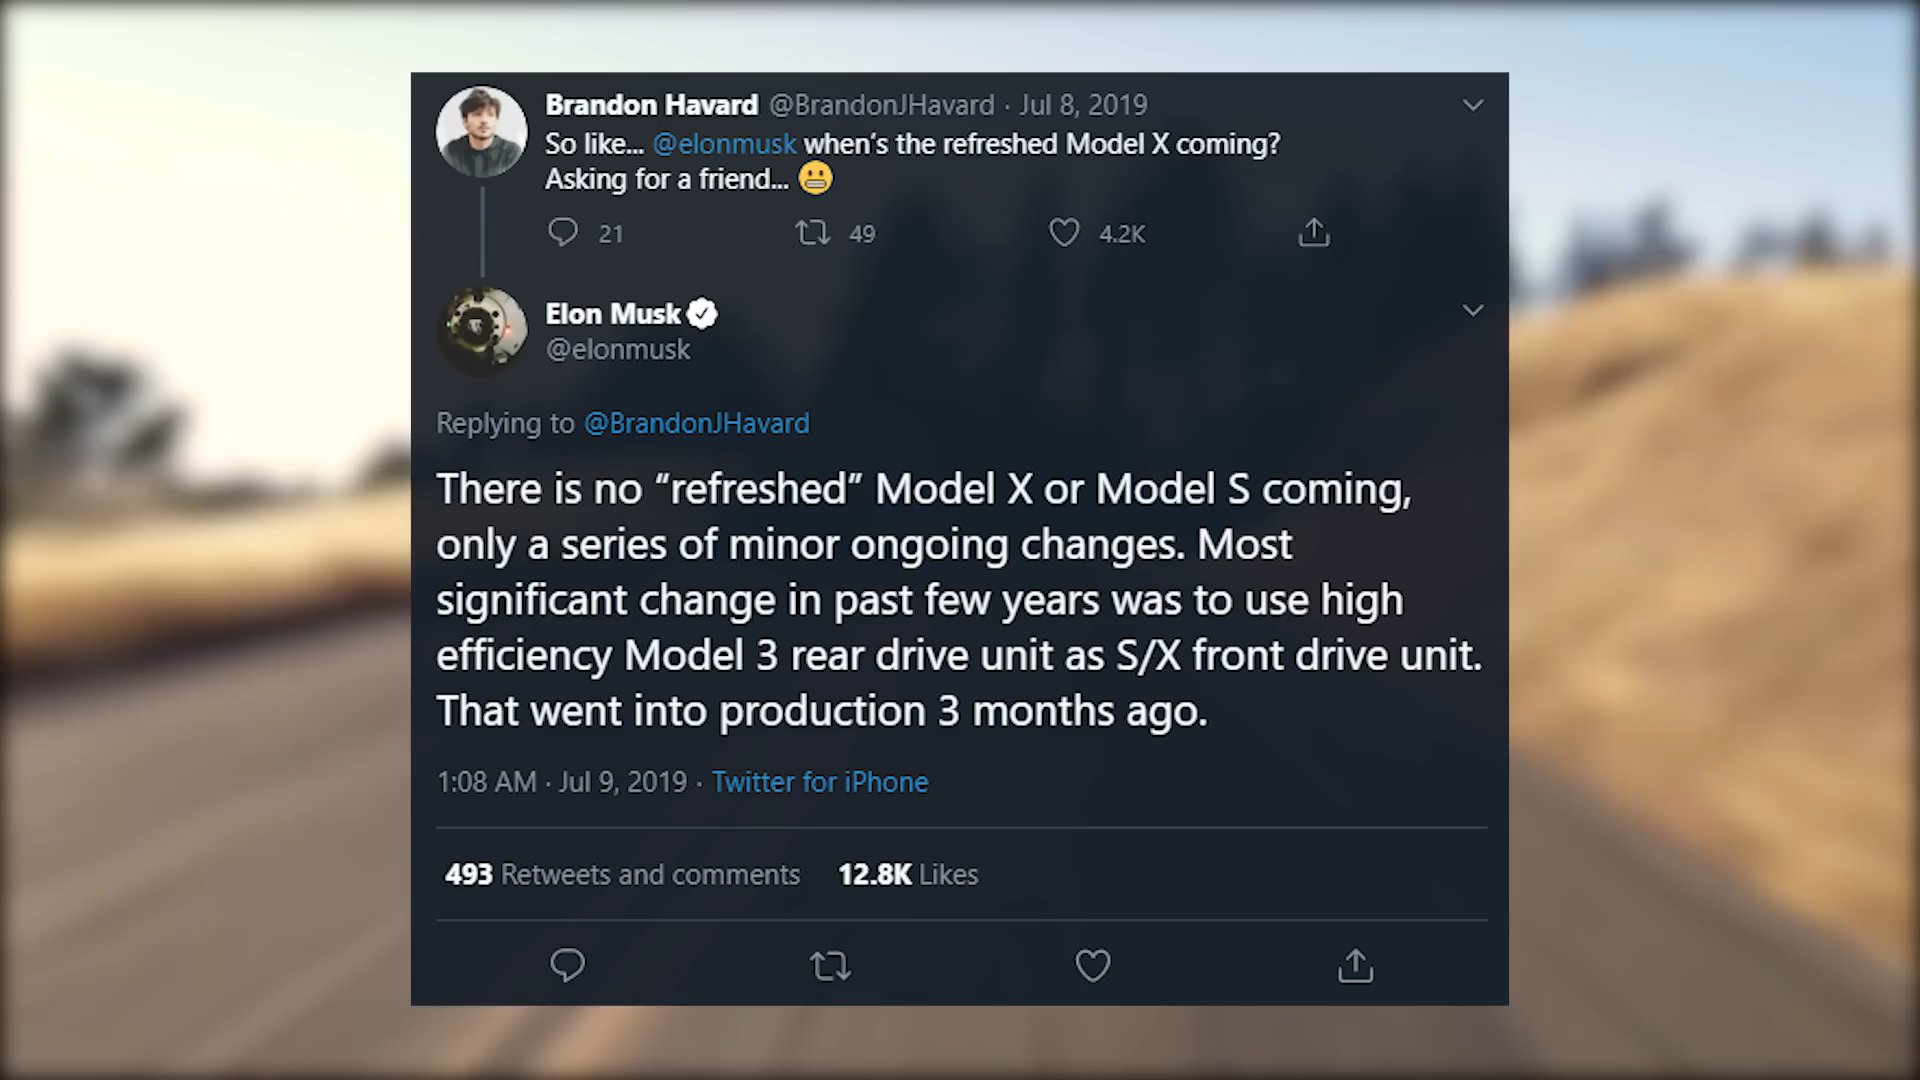 Brandon Havard @BrandonJHavard · Jul 8, 2019
So like... @elonmusk when's the refreshed Model X coming?
Asking for a friend... 😬
21 49 4.2K
Elon Musk
@elonmusk
Replying to @BrandonJHavard
There is no “refreshed” Model X or Model S coming,
only a series of minor ongoing changes. Most
significant change in past few years was to use high
efficiency Model 3 rear drive unit as S/X front drive unit.
That went into production 3 months ago.
1:08 AM · Jul 9, 2019 · Twitter for iPhone
493 Retweets and comments 12.8K Likes